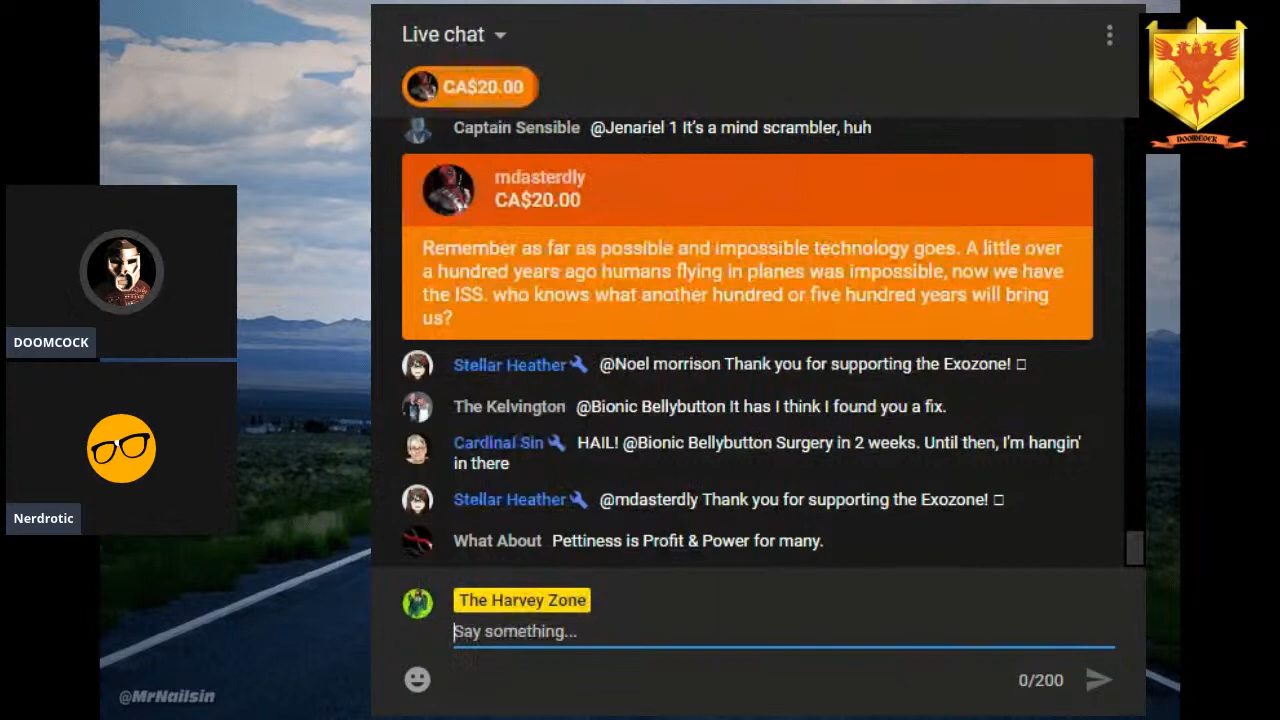 Live chat
CA$20.00
Captain Sensible @Jenariel 1 It's a mind scrambler, huh
mdasterdly
CA$20.00
Remember as far as possible and impossible technology goes. A little over
a hundred years ago humans flying in planes was impossible, now we have
the ISS. who knows what another hundred or five hundred years will bring
us?
Stellar Heather @Noel morrison Thank you for supporting the Exozone! □
The Kelvington @Bionic Bellybutton It has I think I found you a fix.
Cardinal Sin HAIL! @Bionic Bellybutton Surgery in 2 weeks. Until then, I'm hangin'
in there
Stellar Heather @mdasterdly Thank you for supporting the Exozone! □
What About Pettiness is Profit & Power for many.
The Harvey Zone
Say something...
0/200
DOOMCOCK
Nerdrotic
DOOMCOCK
@MrNailsin